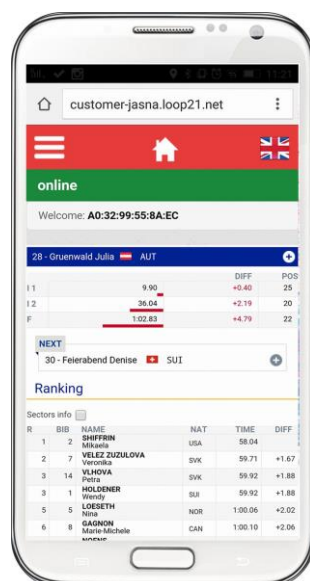 11:21
customer-jasna.loop21.net
online
Welcome: A0:32:99:55:8A:EC
28 - Gruenwald Julia AUT
DIFF POS
I 1 9.90 +0.40 25
I 2 36.04 +2.19 20
F 1:02.83 +4.79 22
NEXT
30 - Feierabend Denise SUI
Ranking
Sectors info
R BIB NAME NAT TIME DIFF
1 2 SHIFFRIN Mikaela USA 58.04
2 7 VELEZ ZUZULOVA Veronika SVK 59.71 +1.67
3 14 VLHOVA Petra SVK 59.92 +1.88
3 1 HOLDENER Wendy SUI 59.92 +1.88
5 5 LOESETH Nina NOR 1:00.06 +2.02
6 8 GAGNON Marie-Michele CAN 1:00.10 +2.06